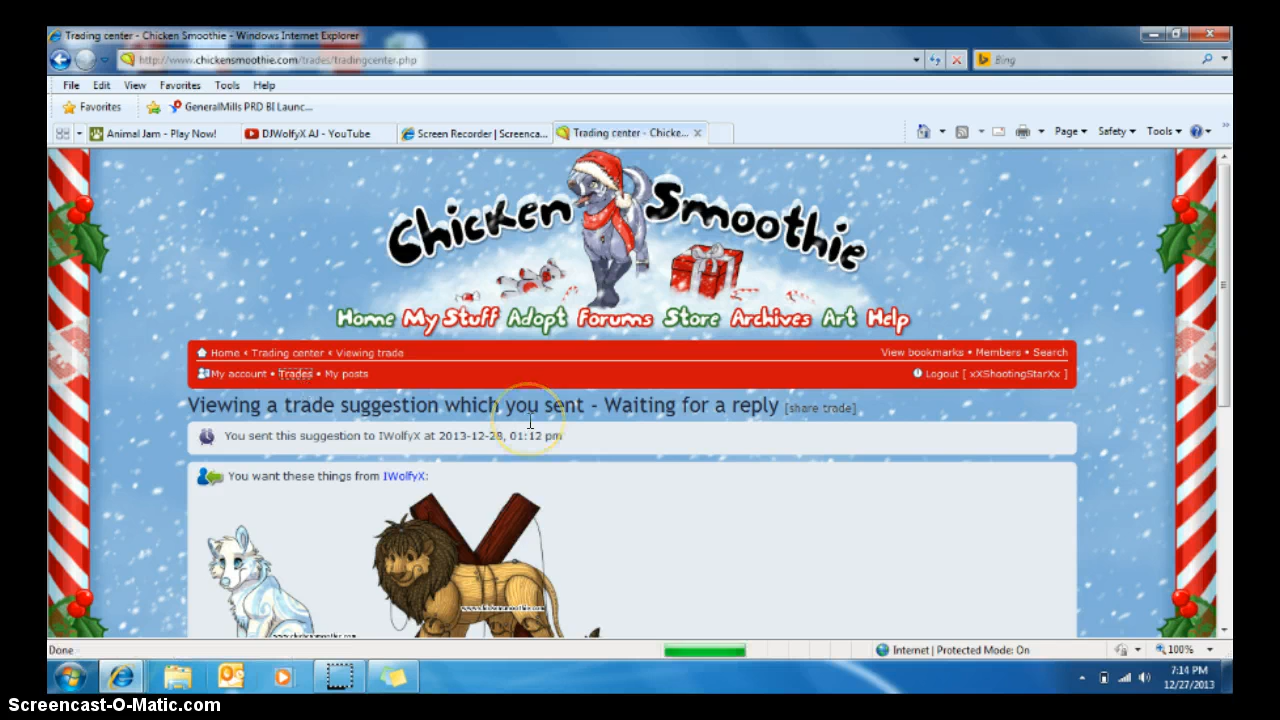 Trading center - Chicken Smoothie - Windows Internet Explorer
http://www.chickensmoothie.com/trades/tradingcenter.php
Bing
File Edit View Favorites Tools Help
Favorites GeneralMills PRD BI Launc...
Animal Jam - Play Now! DJWolfyX AJ - YouTube Screen Recorder | Screenca... Trading center - Chicke... Page Safety Tools
Chicken Smoothie
Home My Stuff Adopt Forums Store Archives Art Help
Home ‹ Trading center ‹ Viewing trade View bookmarks • Members • Search
My account • Trades • My posts Logout [ xXShootingStarXx ]
Viewing a trade suggestion which you sent - Waiting for a reply [share trade]
You sent this suggestion to IWolfyX at 2013-12-28, 01:12 pm
You want these things from IWolfyX:
www.chickensmoothie.com
www.chickensmoothie.com
Done Internet | Protected Mode: On 100%
7:14 PM
12/27/2013
Screencast-O-Matic.com